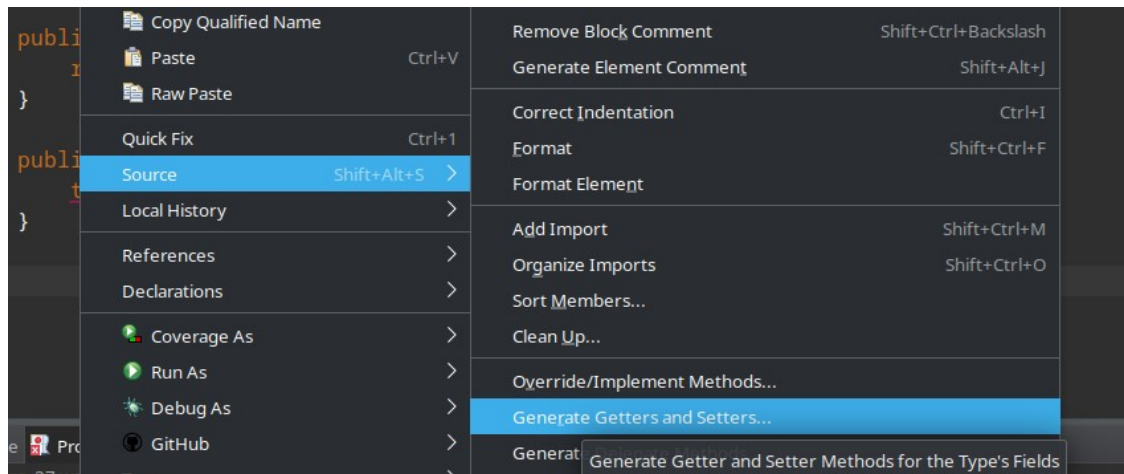 publi
}
publi
t
}
Pro
Copy Qualified Name
Paste Ctrl+V
Raw Paste
Quick Fix Ctrl+1
Source Shift+Alt+S
Local History
References
Declarations
Coverage As
Run As
Debug As
GitHub
Remove Block Comment Shift+Ctrl+Backslash
Generate Element Comment Shift+Alt+J
Correct Indentation Ctrl+I
Format Shift+Ctrl+F
Format Element
Add Import Shift+Ctrl+M
Organize Imports Shift+Ctrl+O
Sort Members...
Clean Up...
Override/Implement Methods...
Generate Getters and Setters...
Generat
Generate Getter and Setter Methods for the Type's Fields